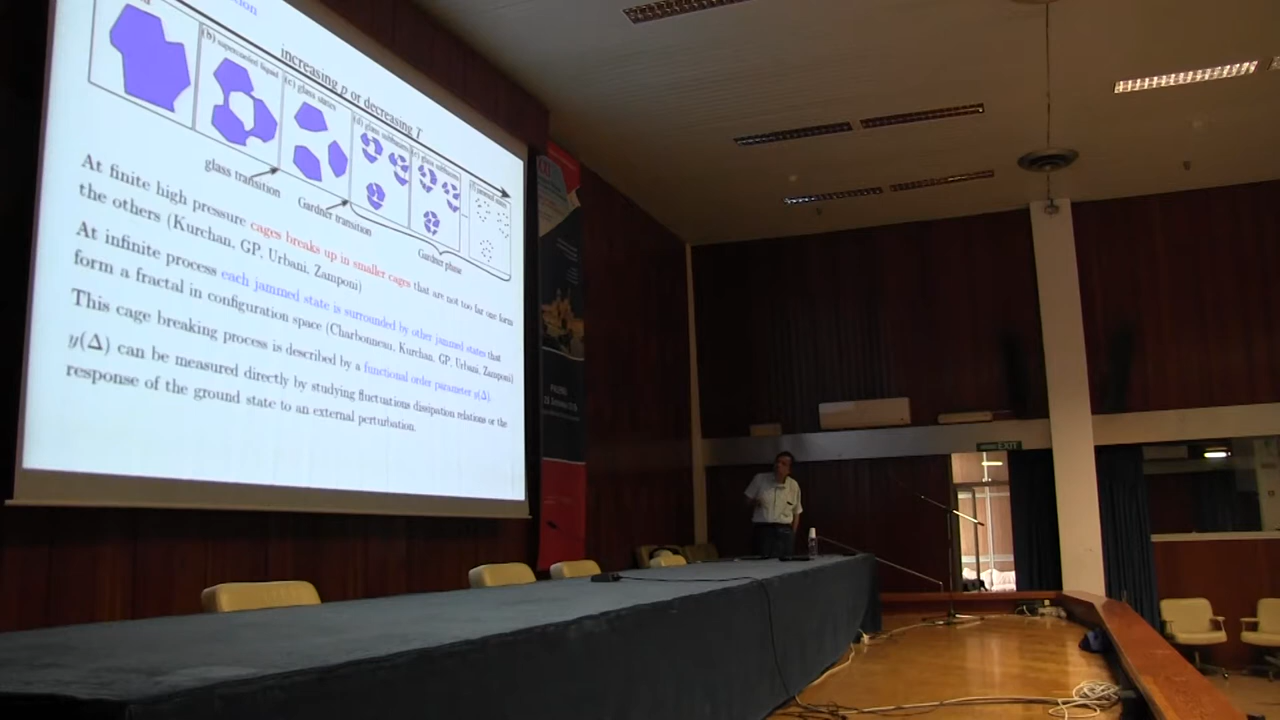 increasing p or decreasing T
(b) supercooled liquid
(c) glass states
(d) glass subbasins
glass transition
Gardner transition
Gardner phase
At finite high pressure cages breaks up in smaller cages that are not too far one form
the others (Kurchan, GP, Urbani, Zamponi)
At infinite process each jammed state is surrounded by other jammed states that
form a fractal in configuration space (Charbonneau, Kurchan, GP, Urbani, Zamponi)
This cage breaking process is described by a functional order parameter y(Δ).
y(Δ) can be measured directly by studying fluctuations dissipation relations or the
response of the ground state to an external perturbation.
EXIT